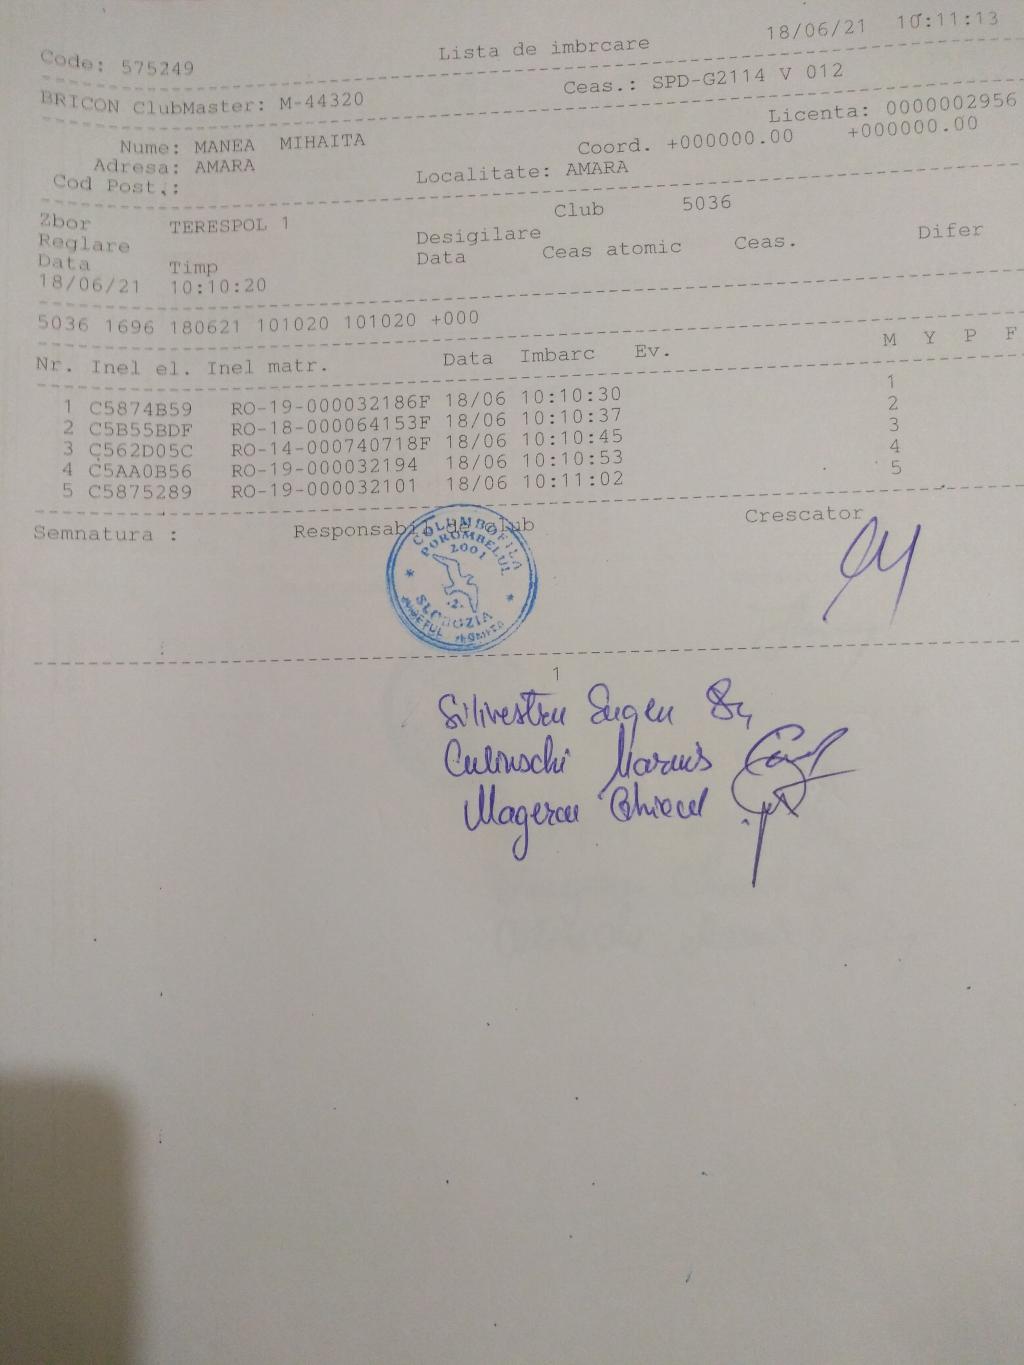 18/06/21 10:11:13
Code: 575249 Lista de imbrcare
BRICON ClubMaster: M-44320 Ceas.: SPD-G2114 V 012
Licenta: 0000002956
Nume: MANEA MIHAITA Coord. +000000.00 +000000.00
Adresa: AMARA Localitate: AMARA
Cod Post.:
Zbor TERESPOL 1 Club 5036
Reglare Desigilare
Data Timp Data Ceas atomic Ceas. Difer
18/06/21 10:10:20
5036 1696 180621 101020 101020 +000
Nr. Inel el. Inel matr. Data Imbarc Ev. M Y P F
1 C5874B59 RO-19-000032186F 18/06 10:10:30 1
2 C5B55BDF RO-18-000064153F 18/06 10:10:37 2
3 C562D05C RO-14-000740718F 18/06 10:10:45 3
4 C5AA0B56 RO-19-000032194 18/06 10:10:53 4
5 C5875289 RO-19-000032101 18/06 10:11:02 5
Semnatura : Responsabil de club Crescator
COLUMBOFILA
POROMBELUL
2001
SLOBOZIA
JUDETUL IALOMITA
1
Silivestru Eugen
Culinschi Marius
Mageru